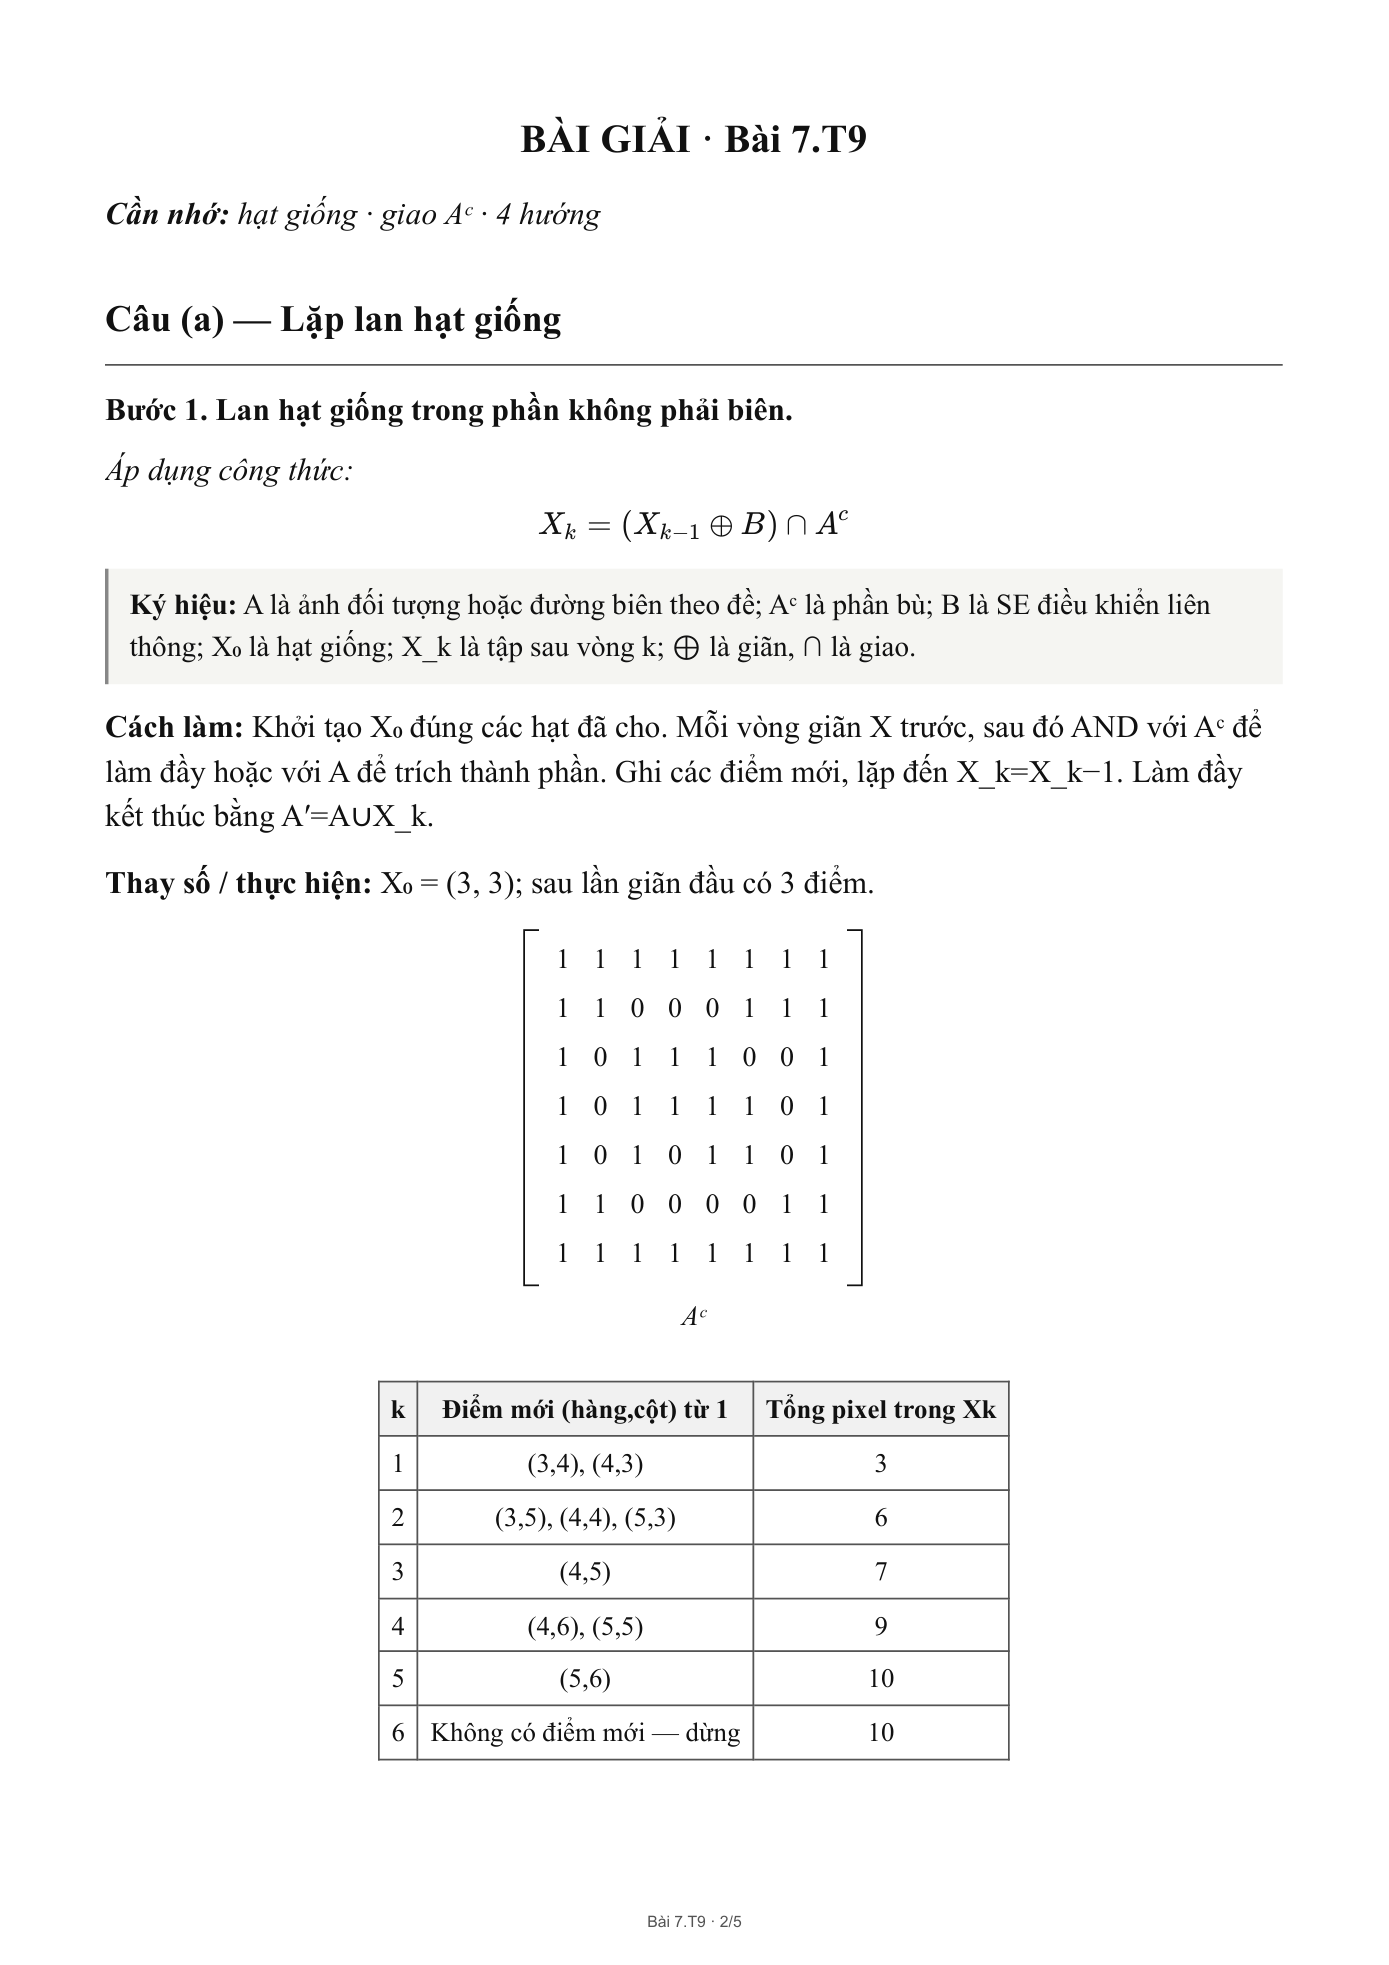 BÀI GIẢI · Bài 7.T9
Cần nhớ: hạt giống · giao Aᶜ · 4 hướng
Câu (a) — Lặp lan hạt giống
Bước 1. Lan hạt giống trong phần không phải biên.
Áp dụng công thức:
X_k = (X_{k−1} ⊕ B) ∩ A^c
Ký hiệu: A là ảnh đối tượng hoặc đường biên theo đề; Aᶜ là phần bù; B là SE điều khiển liên
thông; X₀ là hạt giống; X_k là tập sau vòng k; ⊕ là giãn, ∩ là giao.
Cách làm: Khởi tạo X₀ đúng các hạt đã cho. Mỗi vòng giãn X trước, sau đó AND với Aᶜ để
làm đầy hoặc với A để trích thành phần. Ghi các điểm mới, lặp đến X_k=X_k−1. Làm đầy
kết thúc bằng A′=A∪X_k.
Thay số / thực hiện: X₀ = (3, 3); sau lần giãn đầu có 3 điểm.
1 1 1 1 1 1 1 1
1 1 0 0 0 1 1 1
1 0 1 1 1 0 0 1
1 0 1 1 1 1 0 1
1 0 1 0 1 1 0 1
1 1 0 0 0 0 1 1
1 1 1 1 1 1 1 1
Aᶜ
k Điểm mới (hàng,cột) từ 1 Tổng pixel trong Xk
1 (3,4), (4,3) 3
2 (3,5), (4,4), (5,3) 6
3 (4,5) 7
4 (4,6), (5,5) 9
5 (5,6) 10
6 Không có điểm mới — dừng 10
Bài 7.T9 · 2/5